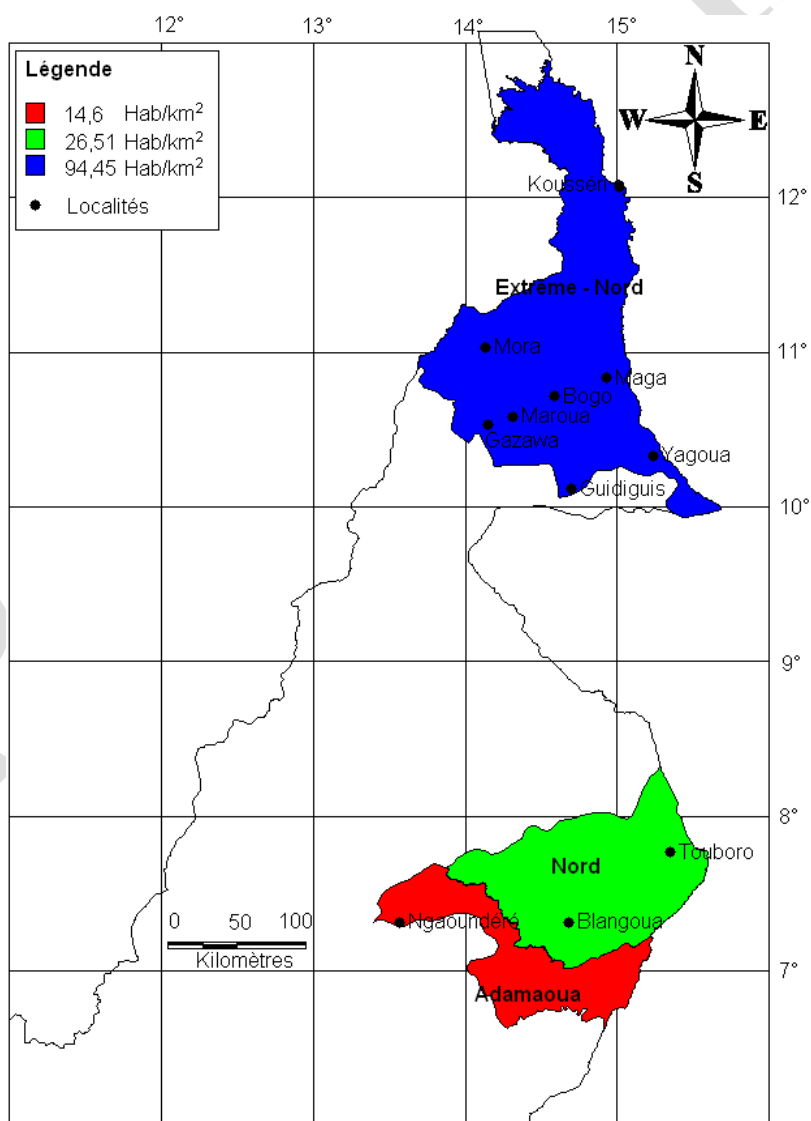 12° 13° 14° 15°
Légende
14,6 Hab/km²
26,51 Hab/km²
94,45 Hab/km²
Localités
N
W E
S
Kousséri
12°
Extrême - Nord
11°
Mora
Maga
Bogo
Maroua
Gazawa
Yagoua
Guidiguis
10°
9°
8°
Touboro
Nord
Ngaoundéré
Blangoua
0 50 100
Kilomètres
7°
Adamaoua